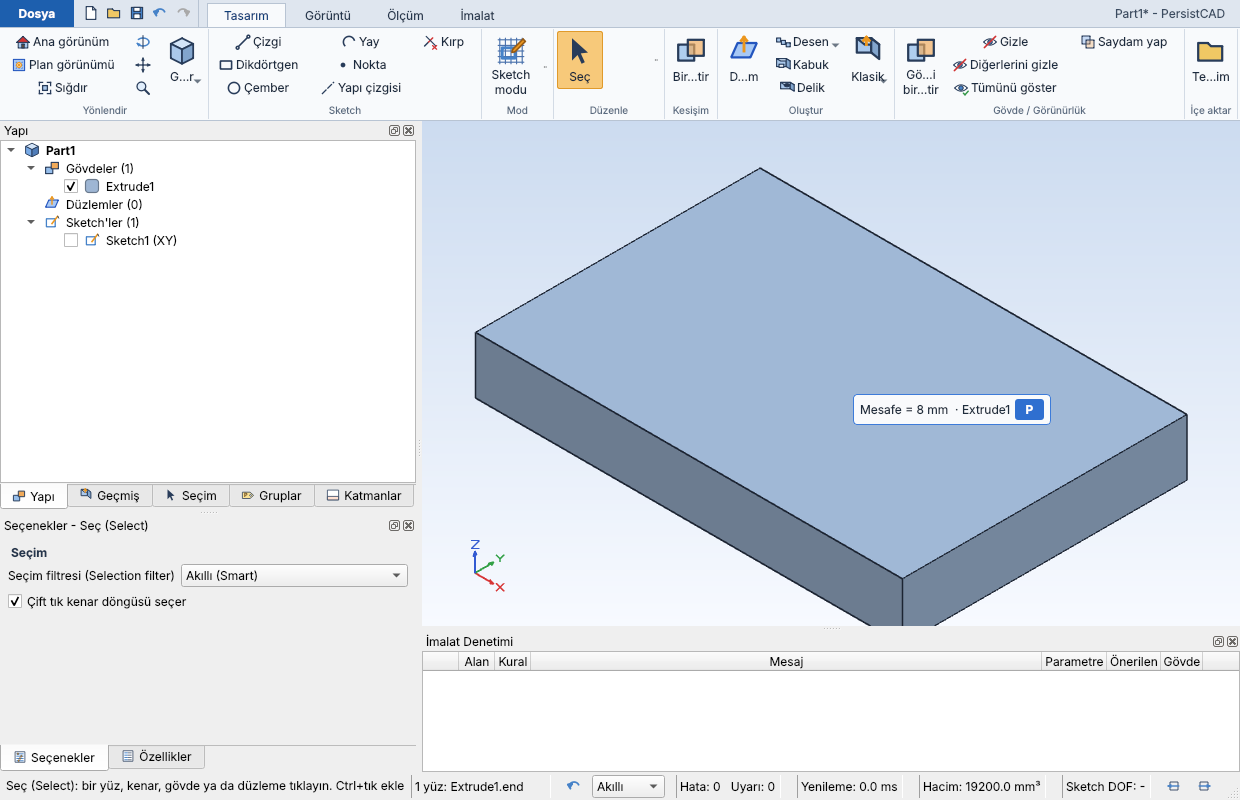 Dosya
Tasarım Görüntü Ölçüm İmalat
Part1* - PersistCAD
Ana görünüm
Plan görünümü
Sığdır
G...r
Yönlendir
Çizgi Yay Kırp
Dikdörtgen Nokta
Çember Yapı çizgisi
Sketch
Sketch modu
Mod
Seç
Düzenle
Bir...tir
Kesişim
D...m
Desen
Kabuk
Delik
Klasik
Oluştur
Gö...i bir...tir
Gizle
Diğerlerini gizle
Tümünü göster
Saydam yap
Gövde / Görünürlük
Te...im
İçe aktar
Yapı
Part1
Gövdeler (1)
Extrude1
Düzlemler (0)
Sketch'ler (1)
Sketch1 (XY)
Yapı Geçmiş Seçim Gruplar Katmanlar
Seçenekler - Seç (Select)
Seçim
Seçim filtresi (Selection filter) Akıllı (Smart)
Çift tık kenar döngüsü seçer
Seçenekler Özellikler
Mesafe = 8 mm · Extrude1 P
Z
Y
X
İmalat Denetimi
Alan Kural Mesaj Parametre Önerilen Gövde
Seç (Select): bir yüz, kenar, gövde ya da düzleme tıklayın. Ctrl+tık ekle 1 yüz: Extrude1.end Akıllı Hata: 0 Uyarı: 0 Yenileme: 0.0 ms Hacim: 19200.0 mm³ Sketch DOF: -